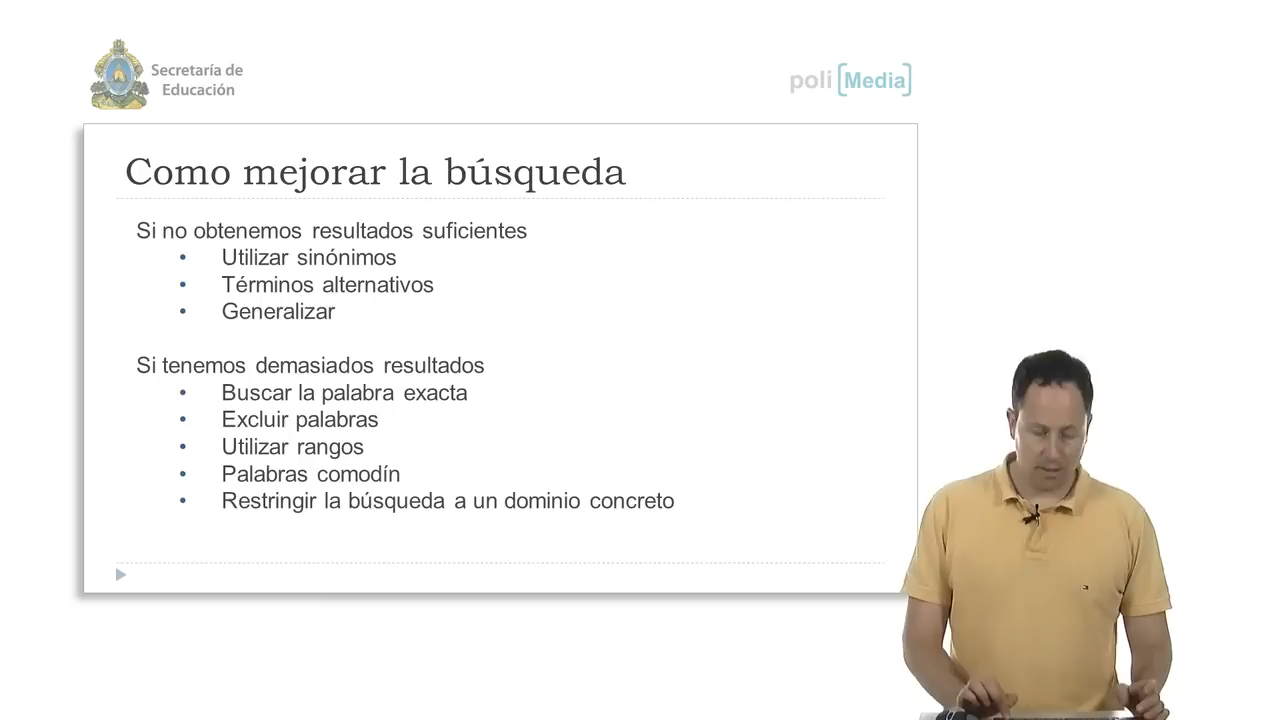 Secretaría de
Educación
poli [Media]
Como mejorar la búsqueda
Si no obtenemos resultados suficientes
• Utilizar sinónimos
• Términos alternativos
• Generalizar
Si tenemos demasiados resultados
• Buscar la palabra exacta
• Excluir palabras
• Utilizar rangos
• Palabras comodín
• Restringir la búsqueda a un dominio concreto